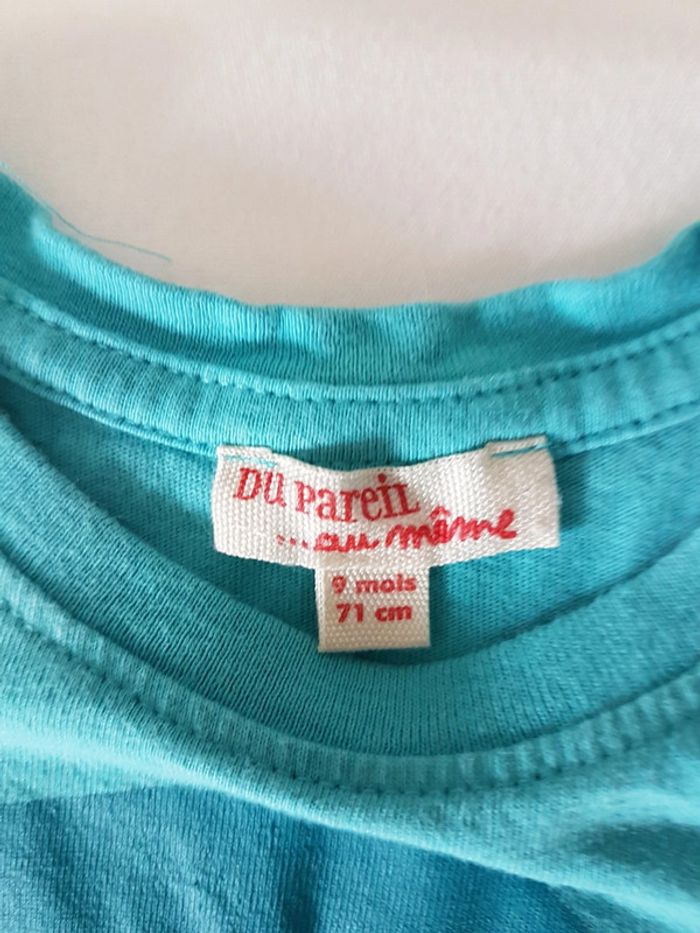 Du Pareil
...au même
9 mois
71 cm